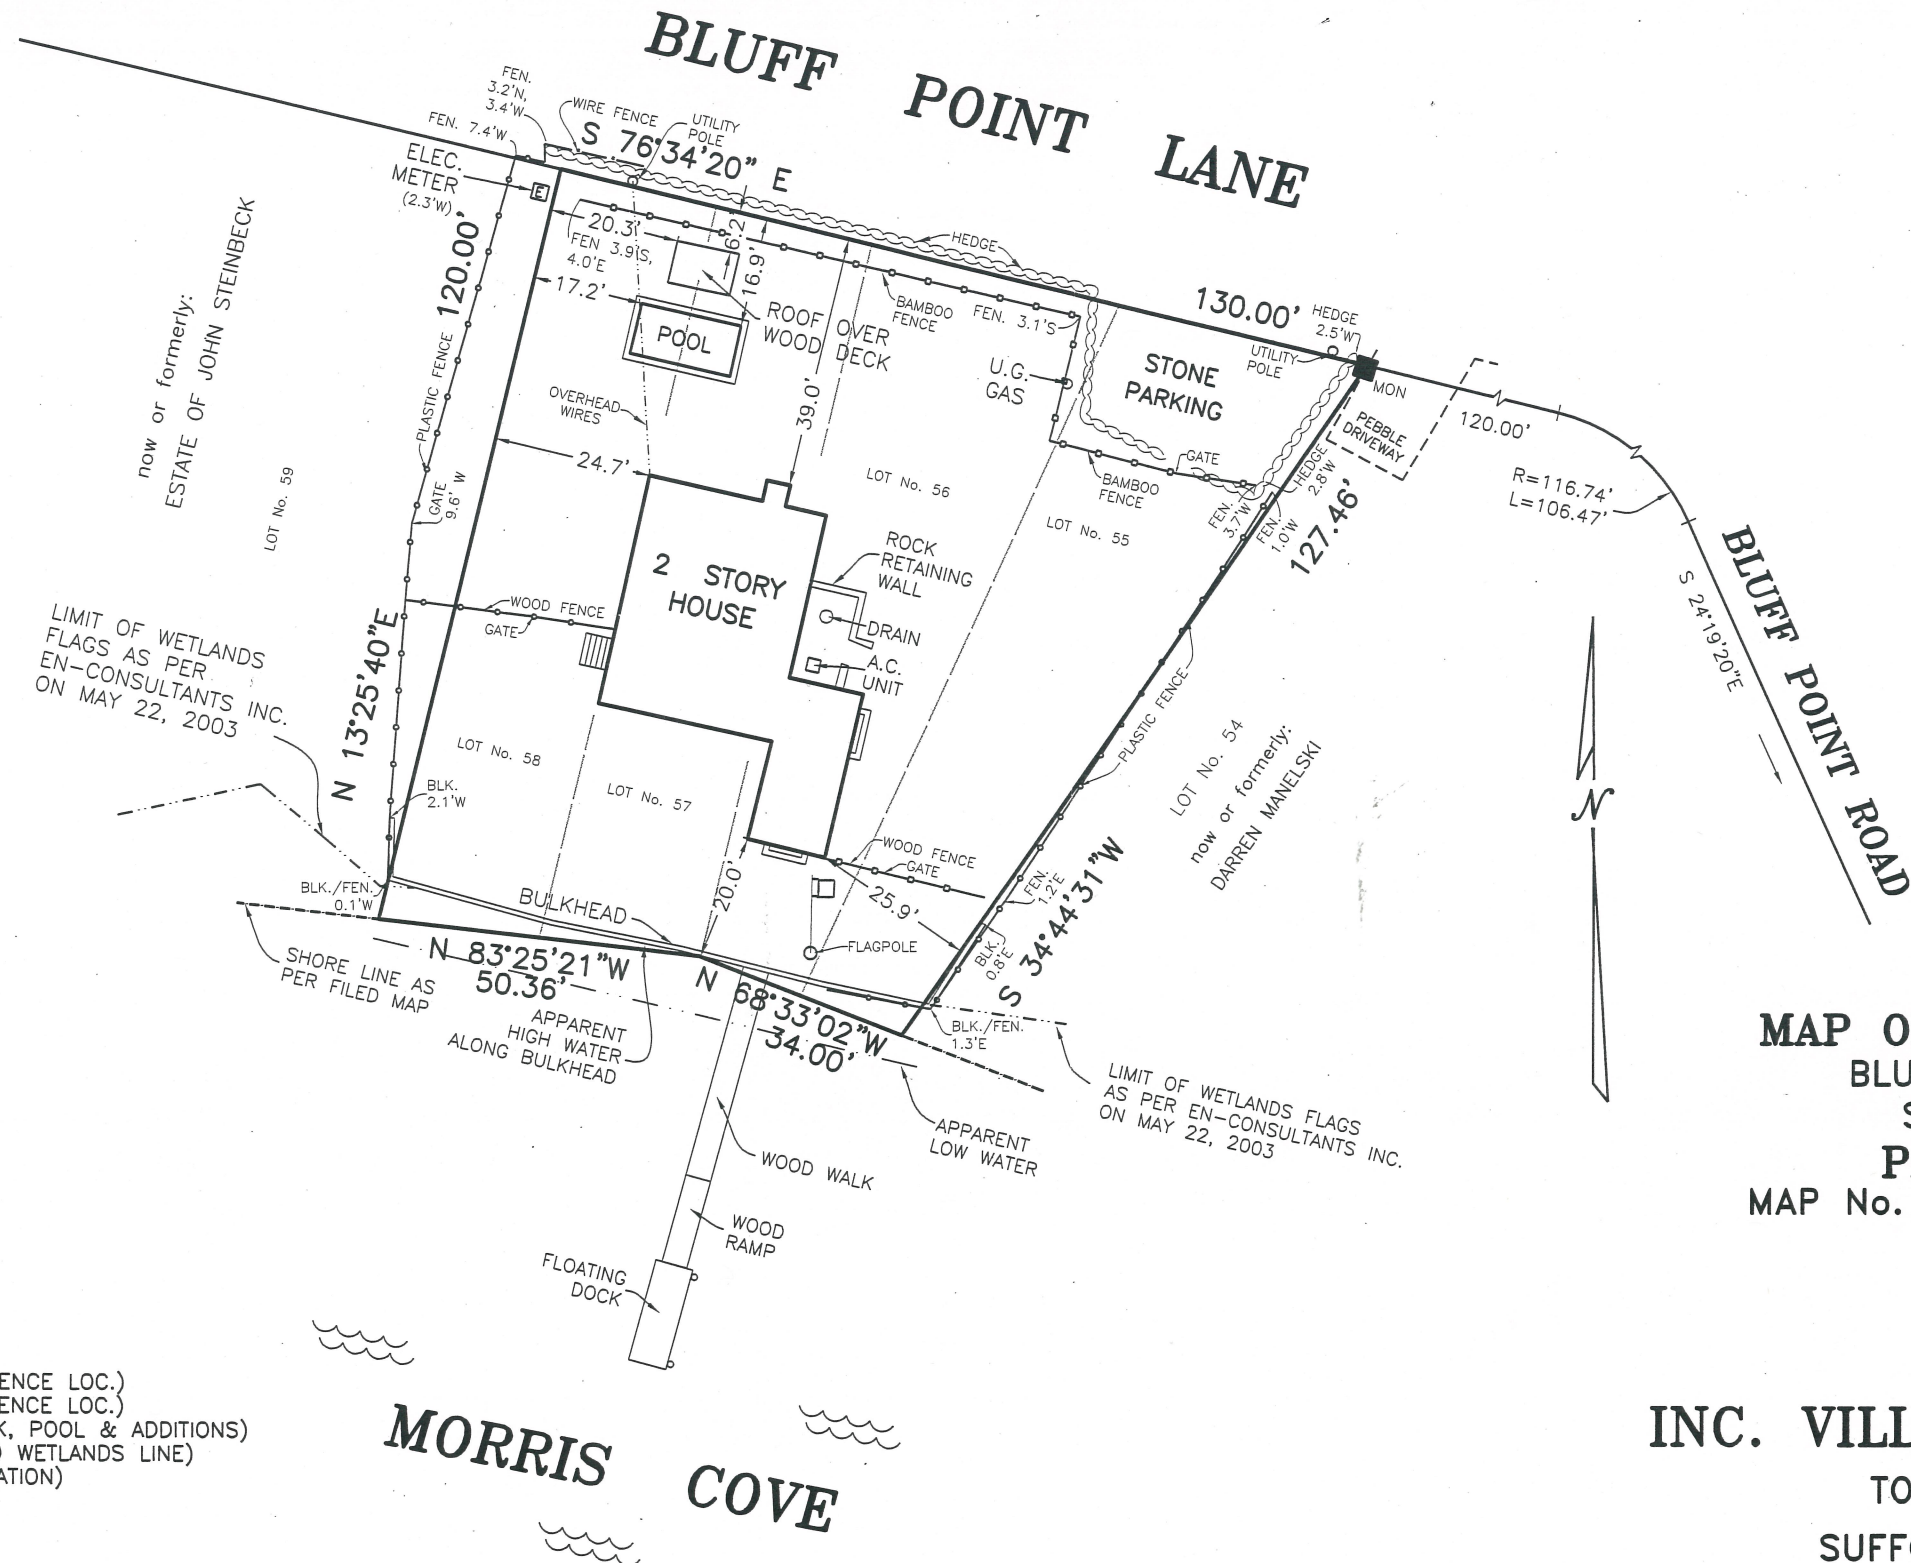 BLUFF POINT LANE
FEN.
3.2'N,
3.4'W
FEN. 7.4'W
WIRE FENCE
UTILITY
POLE
S 76°34'20" E
ELEC.
METER
(2.3'W)
E
120.00'
20.3'
FEN 3.9'S,
4.0'E
6.2'
16.9'
17.2'
HEDGE
BAMBOO
FENCE
FEN. 3.1'S
130.00'
HEDGE
2.5'W
UTILITY
POLE
MON
POOL
ROOF OVER
WOOD DECK
U.G.
GAS
STONE
PARKING
PEBBLE
DRIVEWAY
120.00'
R=116.74'
L=106.47'
now or formerly:
ESTATE OF JOHN STEINBECK
LOT No. 59
PLASTIC FENCE
OVERHEAD
WIRES
39.0'
24.7'
GATE
9.6' W
LOT No. 56
LOT No. 55
BAMBOO
FENCE
GATE
HEDGE
2.8'W
FEN.
3.7'W
FEN.
1.0'W
127.46'
BLUFF POINT ROAD
S 24°19'20"E
2 STORY
HOUSE
ROCK
RETAINING
WALL
DRAIN
A.C.
UNIT
WOOD FENCE
GATE
LIMIT OF WETLANDS
FLAGS AS PER
EN-CONSULTANTS INC.
ON MAY 22, 2003
N 13°25'40"E
PLASTIC FENCE
LOT No. 54
now or formerly:
DARREN MANELSKI
N
LOT No. 58
LOT No. 57
BLK.
2.1'W
BLK./FEN.
0.1'W
BULKHEAD
20.0'
WOOD FENCE
GATE
25.9'
FLAGPOLE
FEN.
1.2'E
BLK.
0.8'E
S 34°44'31"W
SHORE LINE AS
PER FILED MAP
N 83°25'21"W
50.36'
N 68°33'02"W
34.00'
APPARENT
HIGH WATER
ALONG BULKHEAD
BLK./FEN.
1.3'E
LIMIT OF WETLANDS FLAGS
AS PER EN-CONSULTANTS INC.
ON MAY 22, 2003
APPARENT
LOW WATER
WOOD WALK
WOOD
RAMP
FLOATING
DOCK
MORRIS COVE
ENCE LOC.)
ENCE LOC.)
K, POOL & ADDITIONS)
WETLANDS LINE)
ATION)
MAP O
BLU
S
P
MAP No.
INC. VILL
TO
SUFF